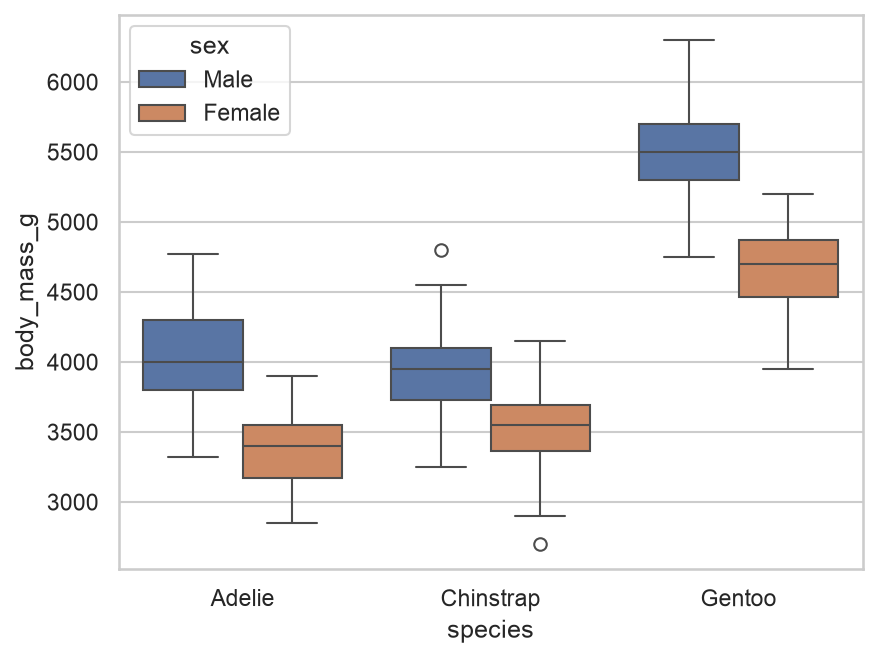 sex
Male
Female
6000
5500
5000
4500
4000
3500
3000
body_mass_g
Adelie
Chinstrap
Gentoo
species